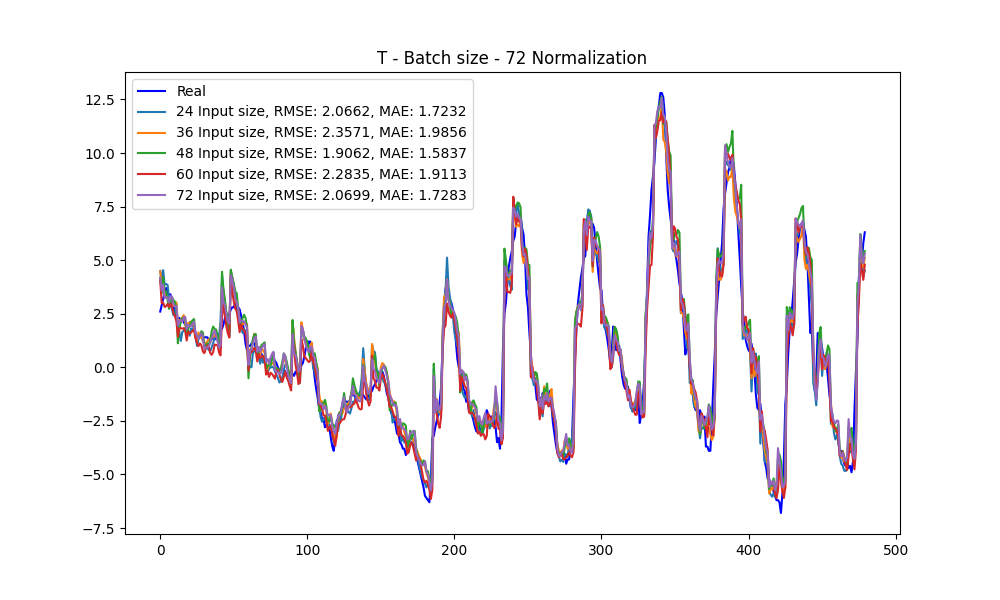 T - Batch size - 72 Normalization
Real
24 Input size, RMSE: 2.0662, MAE: 1.7232
36 Input size, RMSE: 2.3571, MAE: 1.9856
48 Input size, RMSE: 1.9062, MAE: 1.5837
60 Input size, RMSE: 2.2835, MAE: 1.9113
72 Input size, RMSE: 2.0699, MAE: 1.7283
12.5
10.0
7.5
5.0
2.5
0.0
−2.5
−5.0
−7.5
0 100 200 300 400 500